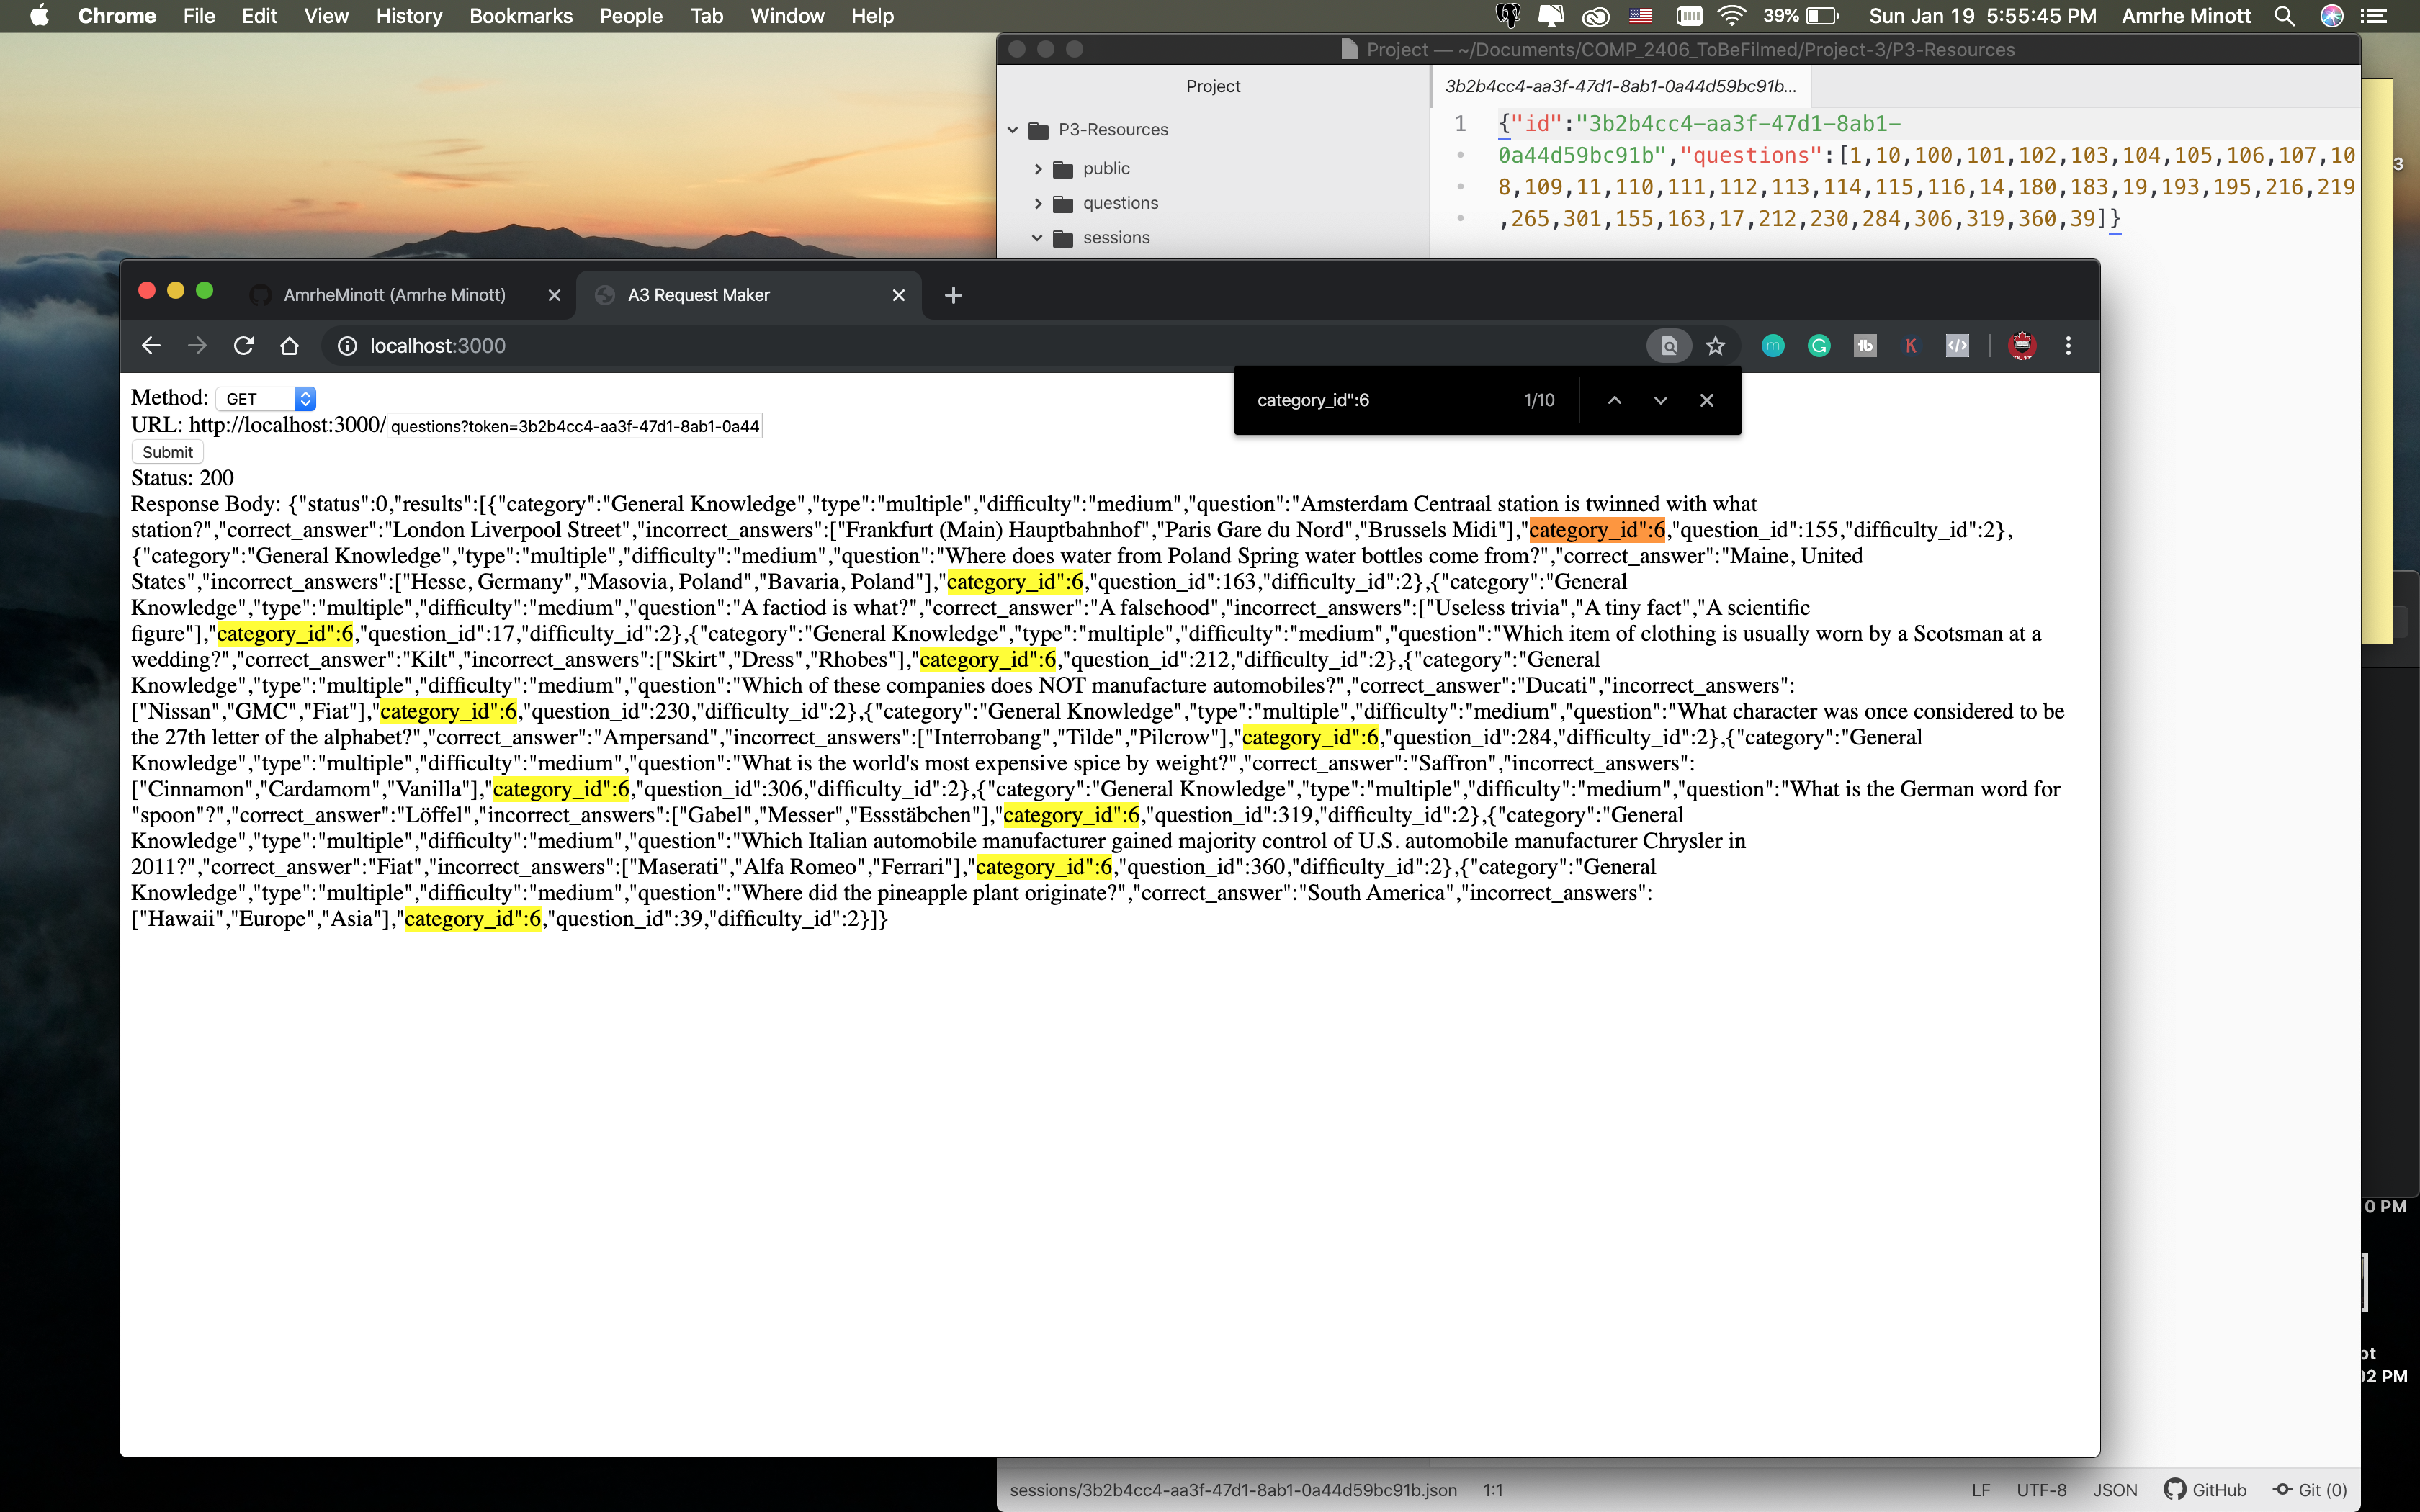 Chrome File Edit View History Bookmarks People Tab Window Help 39% Sun Jan 19 5:55:45 PM Amrhe Minott
Project — ~/Documents/COMP_2406_ToBeFilmed/Project-3/P3-Resources
Project
3b2b4cc4-aa3f-47d1-8ab1-0a44d59bc91b...
P3-Resources
public
questions
sessions
1 {"id":"3b2b4cc4-aa3f-47d1-8ab1-
0a44d59bc91b","questions":[1,10,100,101,102,103,104,105,106,107,10
8,109,11,110,111,112,113,114,115,116,14,180,183,19,193,195,216,219
,265,301,155,163,17,212,230,284,306,319,360,39]}
3
AmrheMinott (Amrhe Minott)
A3 Request Maker
localhost:3000
category_id":6 1/10
Method: GET
URL: http://localhost:3000/ questions?token=3b2b4cc4-aa3f-47d1-8ab1-0a44
Submit
Status: 200
Response Body: {"status":0,"results":[{"category":"General Knowledge","type":"multiple","difficulty":"medium","question":"Amsterdam Centraal station is twinned with what
station?","correct_answer":"London Liverpool Street","incorrect_answers":["Frankfurt (Main) Hauptbahnhof","Paris Gare du Nord","Brussels Midi"],"category_id":6,"question_id":155,"difficulty_id":2},
{"category":"General Knowledge","type":"multiple","difficulty":"medium","question":"Where does water from Poland Spring water bottles come from?","correct_answer":"Maine, United
States","incorrect_answers":["Hesse, Germany","Masovia, Poland","Bavaria, Poland"],"category_id":6,"question_id":163,"difficulty_id":2},{"category":"General
Knowledge","type":"multiple","difficulty":"medium","question":"A factiod is what?","correct_answer":"A falsehood","incorrect_answers":["Useless trivia","A tiny fact","A scientific
figure"],"category_id":6,"question_id":17,"difficulty_id":2},{"category":"General Knowledge","type":"multiple","difficulty":"medium","question":"Which item of clothing is usually worn by a Scotsman at a
wedding?","correct_answer":"Kilt","incorrect_answers":["Skirt","Dress","Rhobes"],"category_id":6,"question_id":212,"difficulty_id":2},{"category":"General
Knowledge","type":"multiple","difficulty":"medium","question":"Which of these companies does NOT manufacture automobiles?","correct_answer":"Ducati","incorrect_answers":
["Nissan","GMC","Fiat"],"category_id":6,"question_id":230,"difficulty_id":2},{"category":"General Knowledge","type":"multiple","difficulty":"medium","question":"What character was once considered to be
the 27th letter of the alphabet?","correct_answer":"Ampersand","incorrect_answers":["Interrobang","Tilde","Pilcrow"],"category_id":6,"question_id":284,"difficulty_id":2},{"category":"General
Knowledge","type":"multiple","difficulty":"medium","question":"What is the world's most expensive spice by weight?","correct_answer":"Saffron","incorrect_answers":
["Cinnamon","Cardamom","Vanilla"],"category_id":6,"question_id":306,"difficulty_id":2},{"category":"General Knowledge","type":"multiple","difficulty":"medium","question":"What is the German word for
"spoon"?","correct_answer":"Löffel","incorrect_answers":["Gabel","Messer","Essstäbchen"],"category_id":6,"question_id":319,"difficulty_id":2},{"category":"General
Knowledge","type":"multiple","difficulty":"medium","question":"Which Italian automobile manufacturer gained majority control of U.S. automobile manufacturer Chrysler in
2011?","correct_answer":"Fiat","incorrect_answers":["Maserati","Alfa Romeo","Ferrari"],"category_id":6,"question_id":360,"difficulty_id":2},{"category":"General
Knowledge","type":"multiple","difficulty":"medium","question":"Where did the pineapple plant originate?","correct_answer":"South America","incorrect_answers":
["Hawaii","Europe","Asia"],"category_id":6,"question_id":39,"difficulty_id":2}]}
PM
PM
sessions/3b2b4cc4-aa3f-47d1-8ab1-0a44d59bc91b.json 1:1 LF UTF-8 JSON GitHub Git (0)